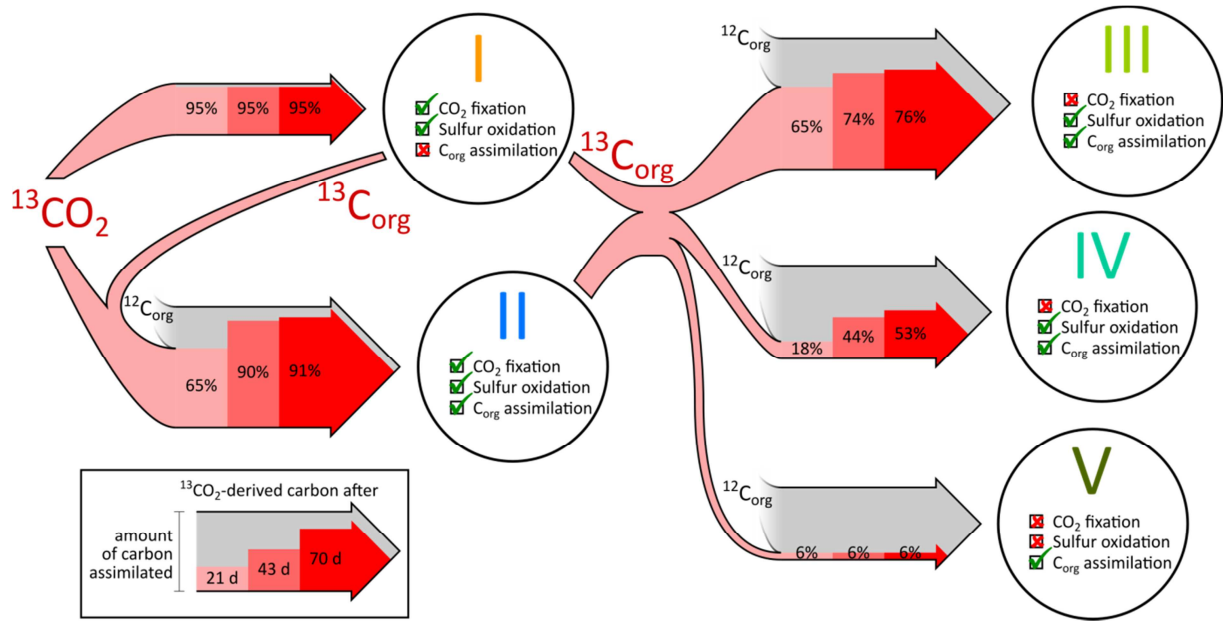 ¹³CO₂
95% 95% 95%
¹³Corg
¹²Corg
65% 90% 91%
I
CO₂ fixation
Sulfur oxidation
Corg assimilation
II
CO₂ fixation
Sulfur oxidation
Corg assimilation
¹³Corg
¹²Corg
65% 74% 76%
III
CO₂ fixation
Sulfur oxidation
Corg assimilation
¹²Corg
18% 44% 53%
IV
CO₂ fixation
Sulfur oxidation
Corg assimilation
¹²Corg
6% 6% 6%
V
CO₂ fixation
Sulfur oxidation
Corg assimilation
¹³CO₂-derived carbon after
amount
of carbon
assimilated
21 d 43 d 70 d